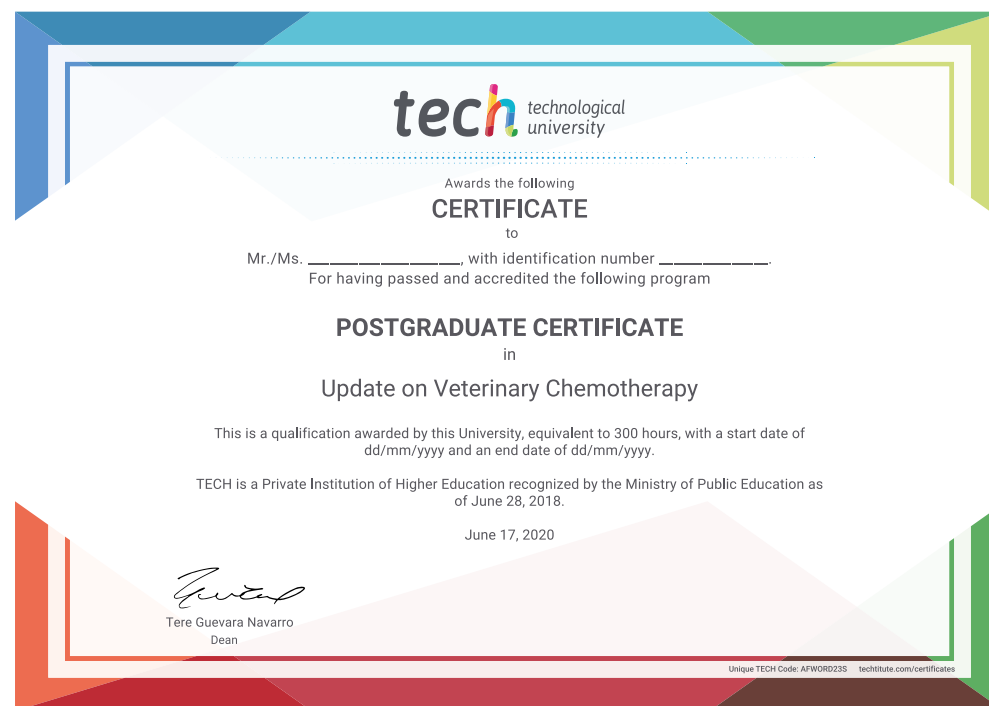 tech technological
university
Awards the following
CERTIFICATE
to
Mr./Ms. ____________________, with identification number ______________.
For having passed and accredited the following program
POSTGRADUATE CERTIFICATE
in
Update on Veterinary Chemotherapy
This is a qualification awarded by this University, equivalent to 300 hours, with a start date of
dd/mm/yyyy and an end date of dd/mm/yyyy.
TECH is a Private Institution of Higher Education recognized by the Ministry of Public Education as
of June 28, 2018.
June 17, 2020
Tere Guevara Navarro
Dean
Unique TECH Code: AFWORD23S techtitute.com/certificates